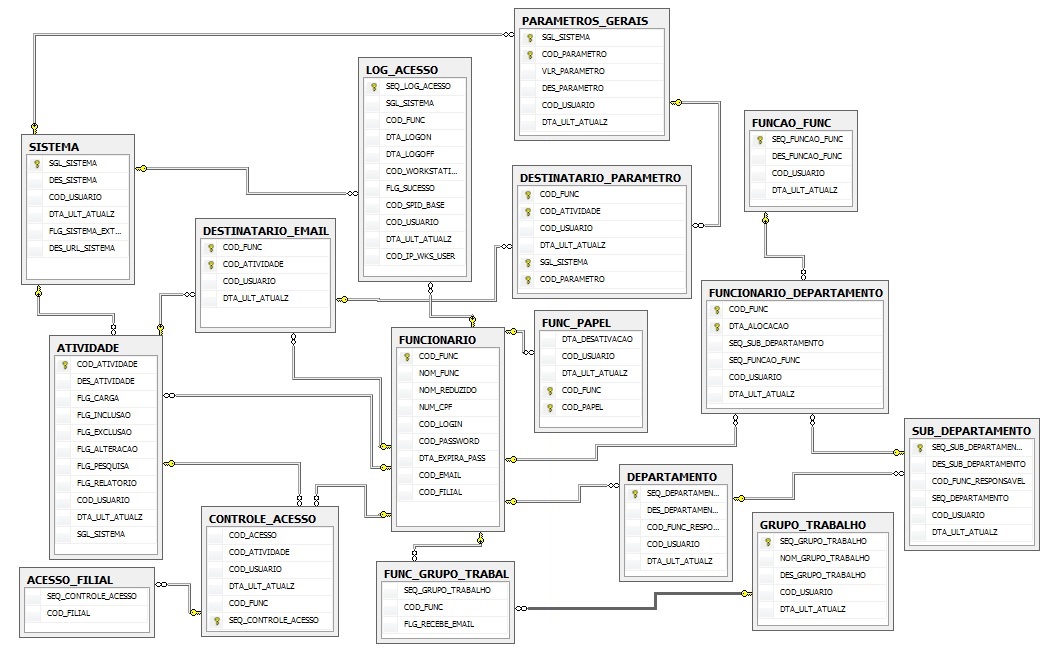 PARAMETROS_GERAIS
SGL_SISTEMA
COD_PARAMETRO
VLR_PARAMETRO
DES_PARAMETRO
COD_USUARIO
DTA_ULT_ATUALZ
LOG_ACESSO
SEQ_LOG_ACESSO
SGL_SISTEMA
COD_FUNC
DTA_LOGON
DTA_LOGOFF
COD_WORKSTATI...
FLG_SUCESSO
COD_SPID_BASE
COD_USUARIO
DTA_ULT_ATUALZ
COD_IP_WKS_USER
FUNCAO_FUNC
SEQ_FUNCAO_FUNC
DES_FUNCAO_FUNC
COD_USUARIO
DTA_ULT_ATUALZ
SISTEMA
SGL_SISTEMA
DES_SISTEMA
COD_USUARIO
DTA_ULT_ATUALZ
FLG_SISTEMA_EXT...
DES_URL_SISTEMA
DESTINATARIO_PARAMETRO
COD_FUNC
COD_ATIVIDADE
COD_USUARIO
DTA_ULT_ATUALZ
SGL_SISTEMA
COD_PARAMETRO
DESTINATARIO_EMAIL
COD_FUNC
COD_ATIVIDADE
COD_USUARIO
DTA_ULT_ATUALZ
FUNCIONARIO_DEPARTAMENTO
COD_FUNC
DTA_ALOCACAO
SEQ_SUB_DEPARTAMENTO
SEQ_FUNCAO_FUNC
COD_USUARIO
DTA_ULT_ATUALZ
FUNC_PAPEL
DTA_DESATIVACAO
COD_USUARIO
DTA_ULT_ATUALZ
COD_FUNC
COD_PAPEL
FUNCIONARIO
COD_FUNC
NOM_FUNC
NOM_REDUZIDO
NUM_CPF
COD_LOGIN
COD_PASSWORD
DTA_EXPIRA_PASS
COD_EMAIL
COD_FILIAL
ATIVIDADE
COD_ATIVIDADE
DES_ATIVIDADE
FLG_CARGA
FLG_INCLUSAO
FLG_EXCLUSAO
FLG_ALTERACAO
FLG_PESQUISA
FLG_RELATORIO
COD_USUARIO
DTA_ULT_ATUALZ
SGL_SISTEMA
SUB_DEPARTAMENTO
SEQ_SUB_DEPARTAMEN...
DES_SUB_DEPARTAMENTO
COD_FUNC_RESPONSAVEL
SEQ_DEPARTAMENTO
COD_USUARIO
DTA_ULT_ATUALZ
DEPARTAMENTO
SEQ_DEPARTAMEN...
DES_DEPARTAMEN...
COD_FUNC_RESPO...
COD_USUARIO
DTA_ULT_ATUALZ
CONTROLE_ACESSO
COD_ACESSO
COD_ATIVIDADE
COD_USUARIO
DTA_ULT_ATUALZ
COD_FUNC
SEQ_CONTROLE_ACESSO
GRUPO_TRABALHO
SEQ_GRUPO_TRABALHO
NOM_GRUPO_TRABALHO
DES_GRUPO_TRABALHO
COD_USUARIO
DTA_ULT_ATUALZ
FUNC_GRUPO_TRABAL
SEQ_GRUPO_TRABALHO
COD_FUNC
FLG_RECEBE_EMAIL
ACESSO_FILIAL
SEQ_CONTROLE_ACESSO
COD_FILIAL